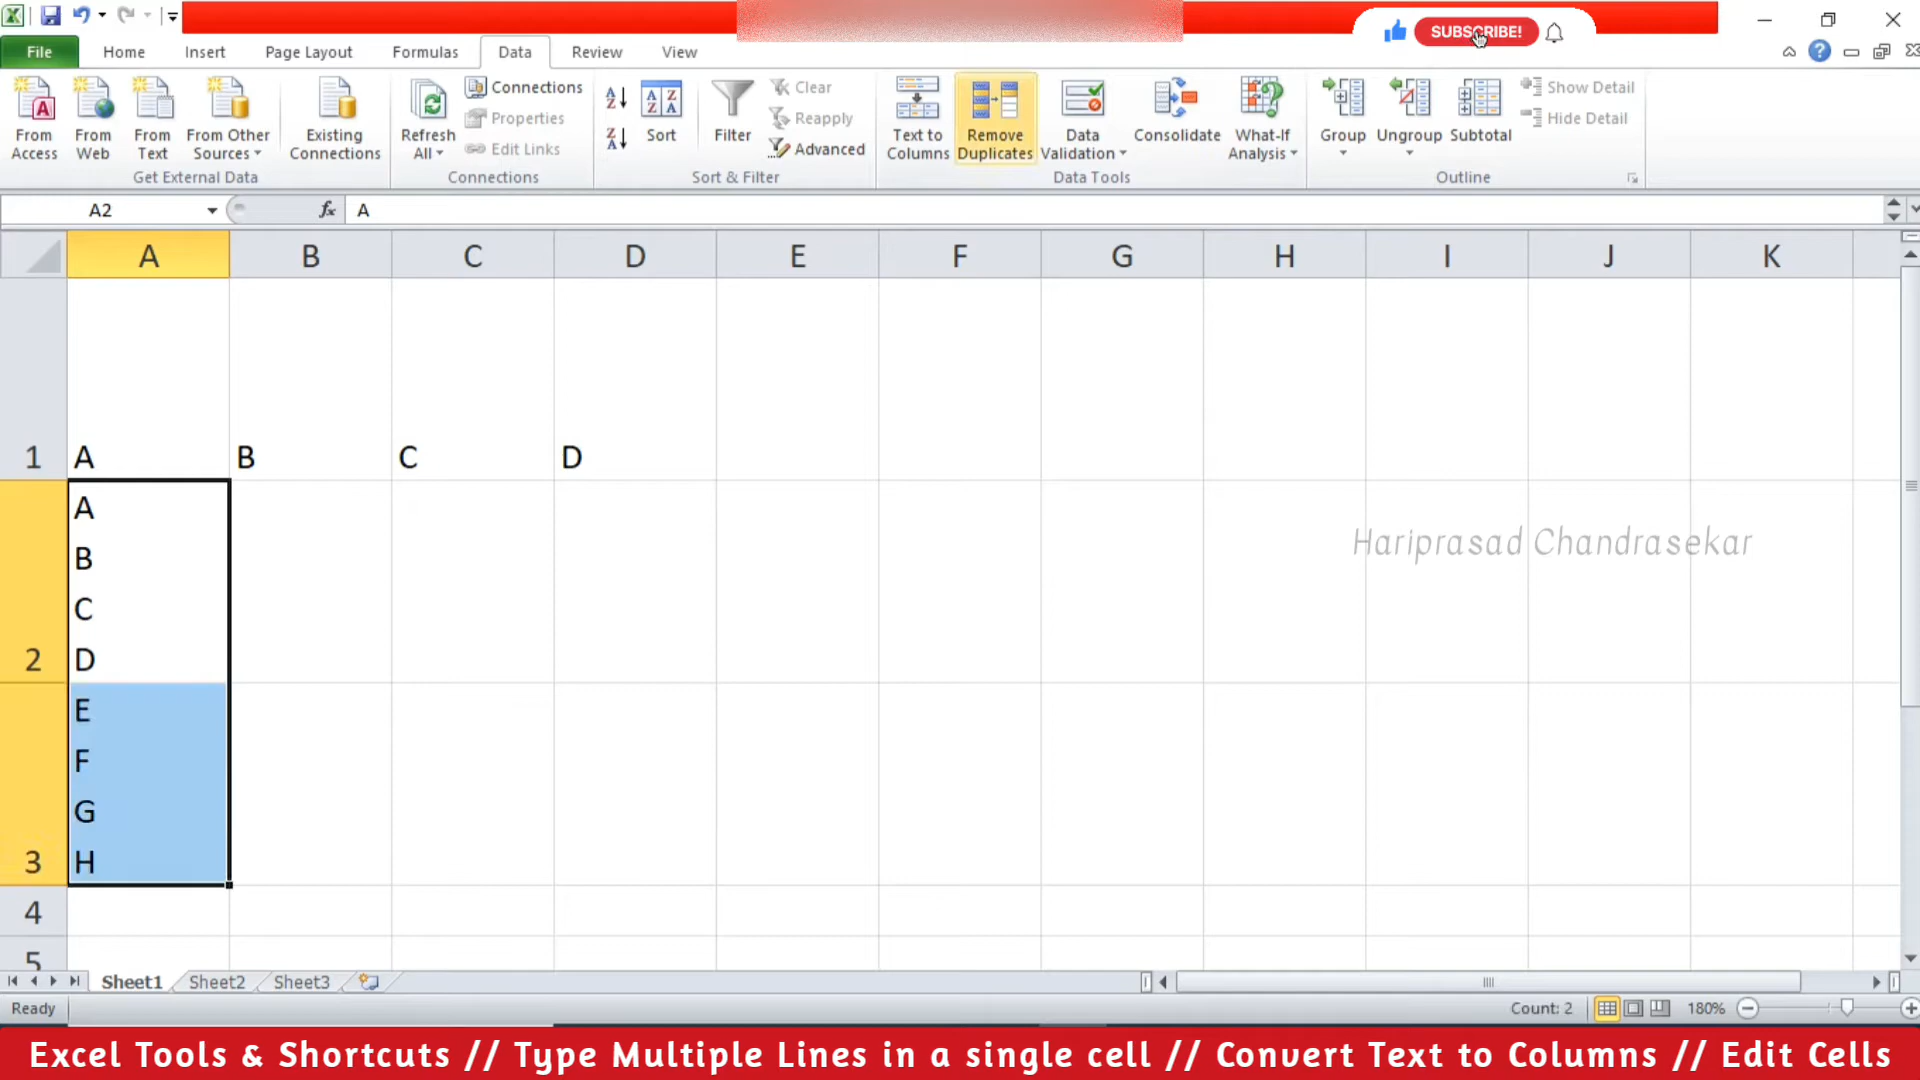 SUBSCRIBE!
File Home Insert Page Layout Formulas Data Review View
From Access From Web From Text From Other Sources Existing Connections
Get External Data
Refresh All Connections Properties Edit Links
Connections
Sort Filter Clear Reapply Advanced
Sort & Filter
Text to Columns Remove Duplicates Data Validation Consolidate What-If Analysis
Data Tools
Group Ungroup Subtotal Show Detail Hide Detail
Outline
A2 fx A
A B C D E F G H I J K
1 A B C D
A
B
C
2 D
E
F
G
3 H
4
5
Hariprasad Chandrasekar
Sheet1 Sheet2 Sheet3
Ready Count: 2 180%
Excel Tools & Shortcuts // Type Multiple Lines in a single cell // Convert Text to Columns // Edit Cells